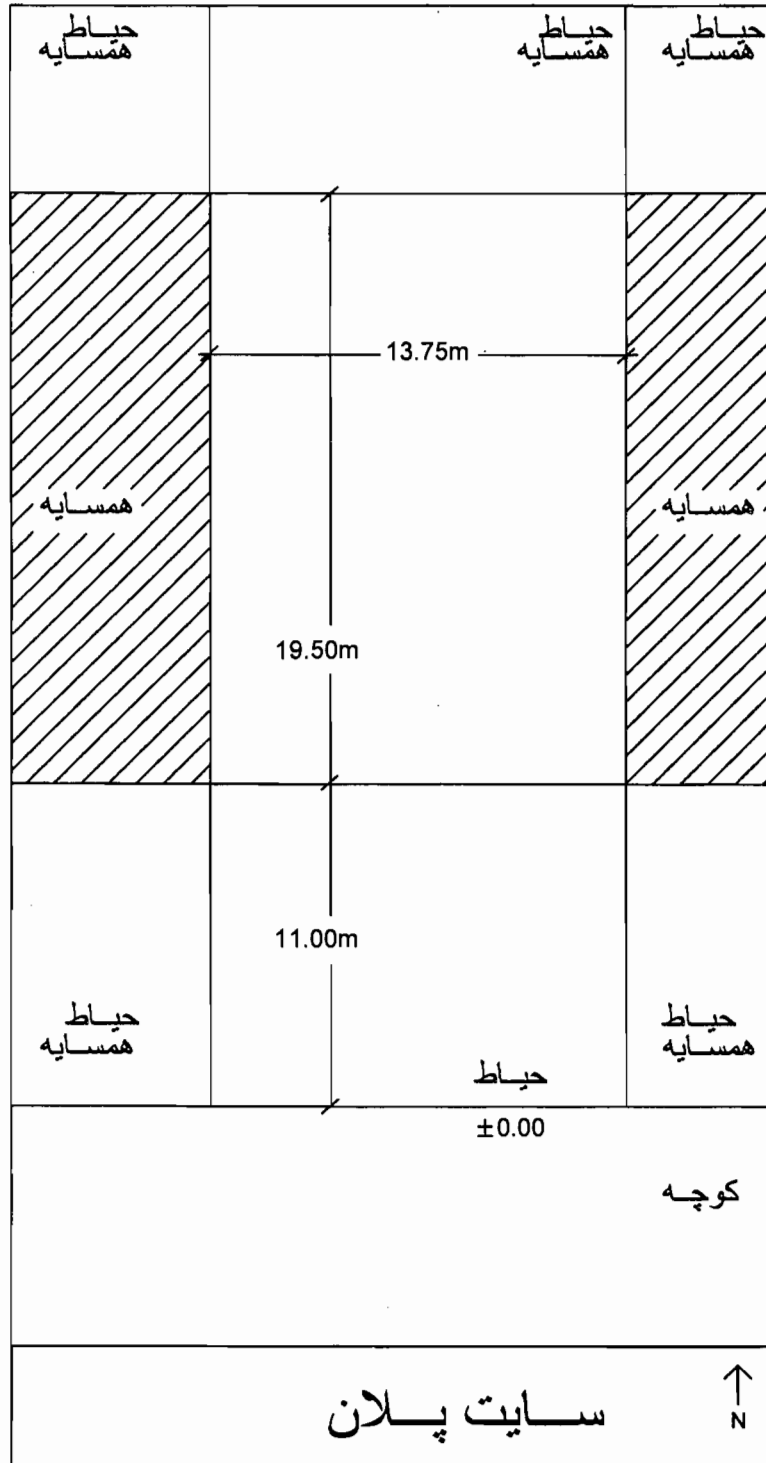 حیاط
همسایه
حیاط
همسایه
حیاط
همسایه
13.75m
همسایه
همسایه
19.50m
11.00m
حیاط
همسایه
حیاط
همسایه
حیاط
±0.00
کوچه
سایت پلان
N